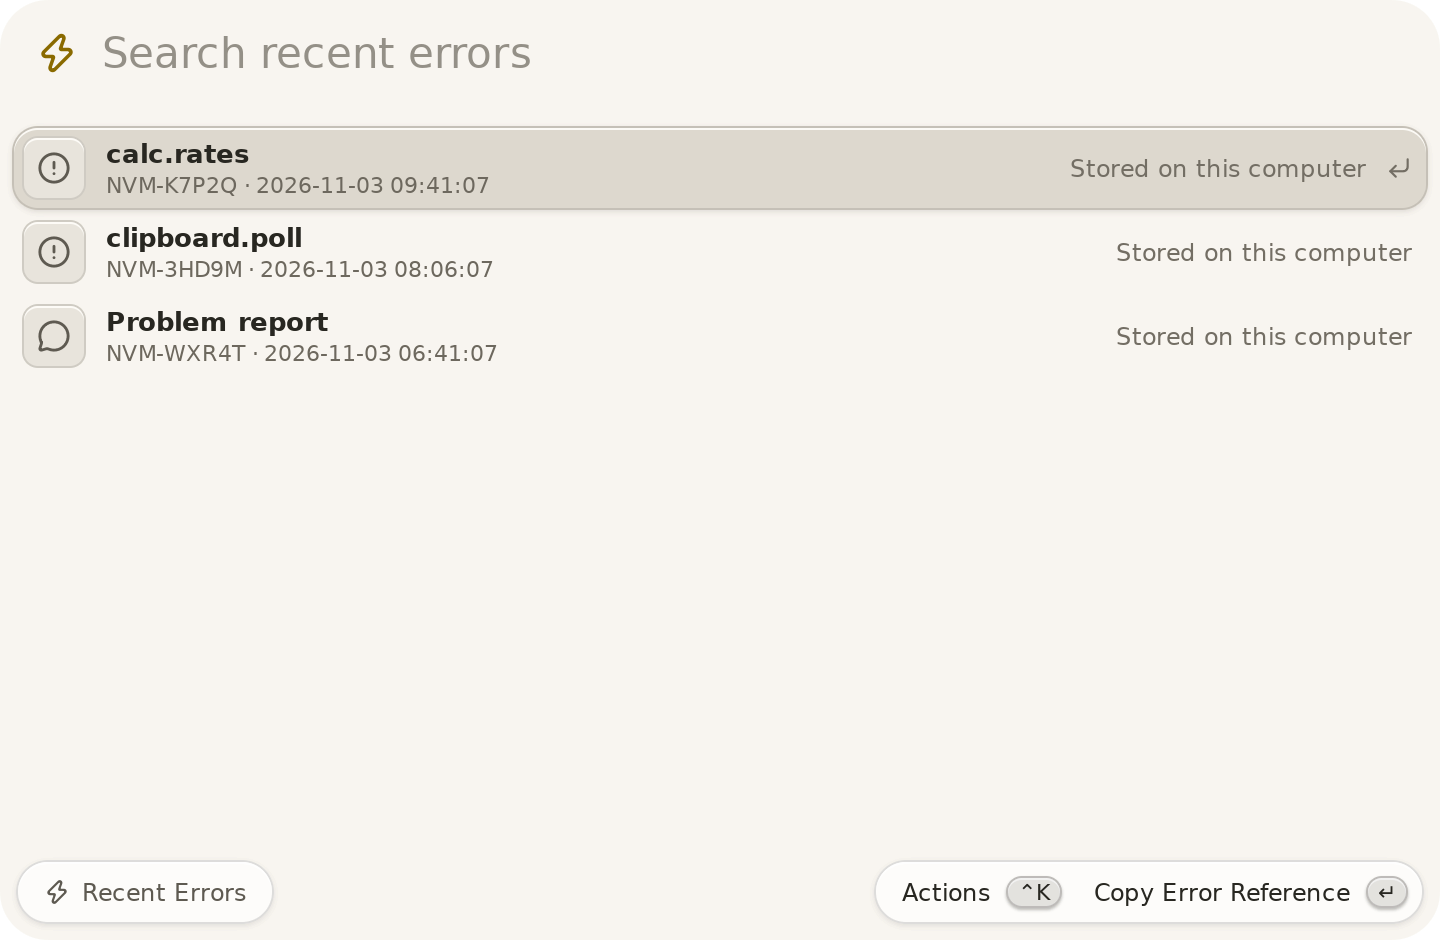 Search recent errors
calc.rates
NVM-K7P2Q · 2026-11-03 09:41:07
Stored on this computer
clipboard.poll
NVM-3HD9M · 2026-11-03 08:06:07
Stored on this computer
Problem report
NVM-WXR4T · 2026-11-03 06:41:07
Stored on this computer
Recent Errors
Actions ^K Copy Error Reference ↵